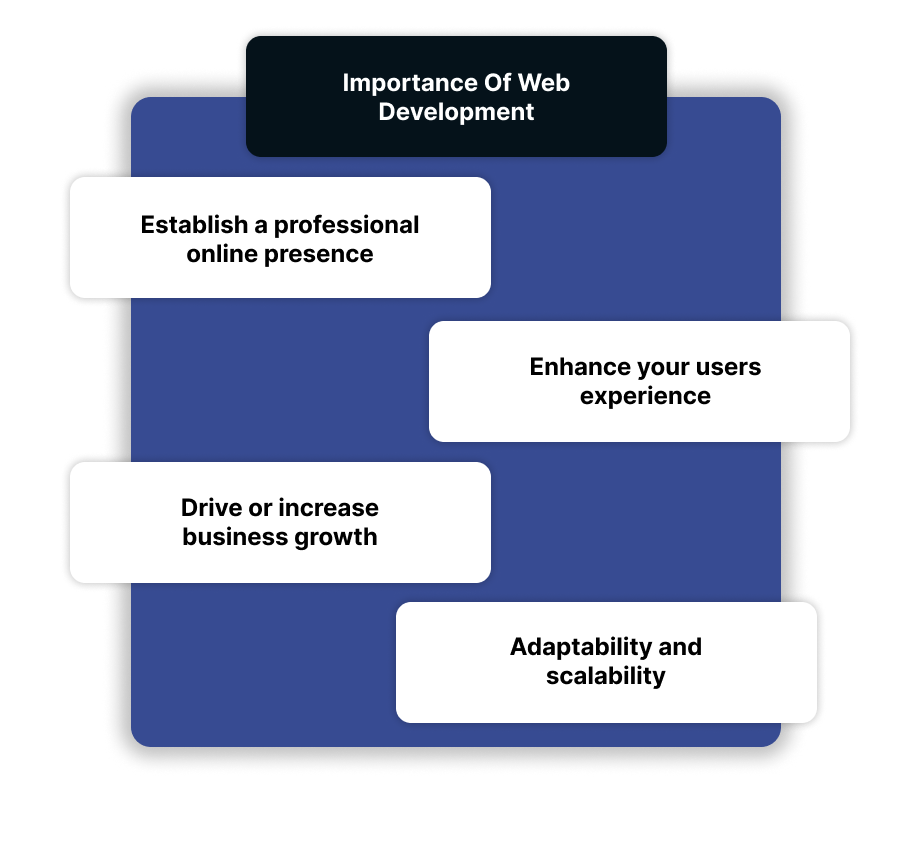 Importance Of Web
Development
Establish a professional
online presence
Enhance your users
experience
Drive or increase
business growth
Adaptability and
scalability